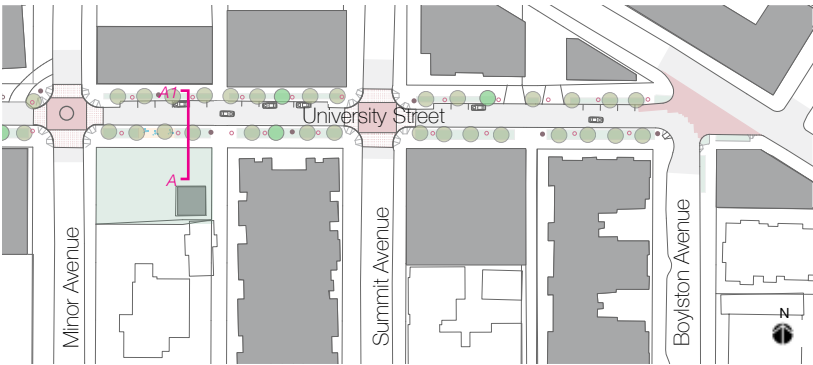 A1
University Street
A
Minor Avenue
Summit Avenue
Boylston Avenue
N